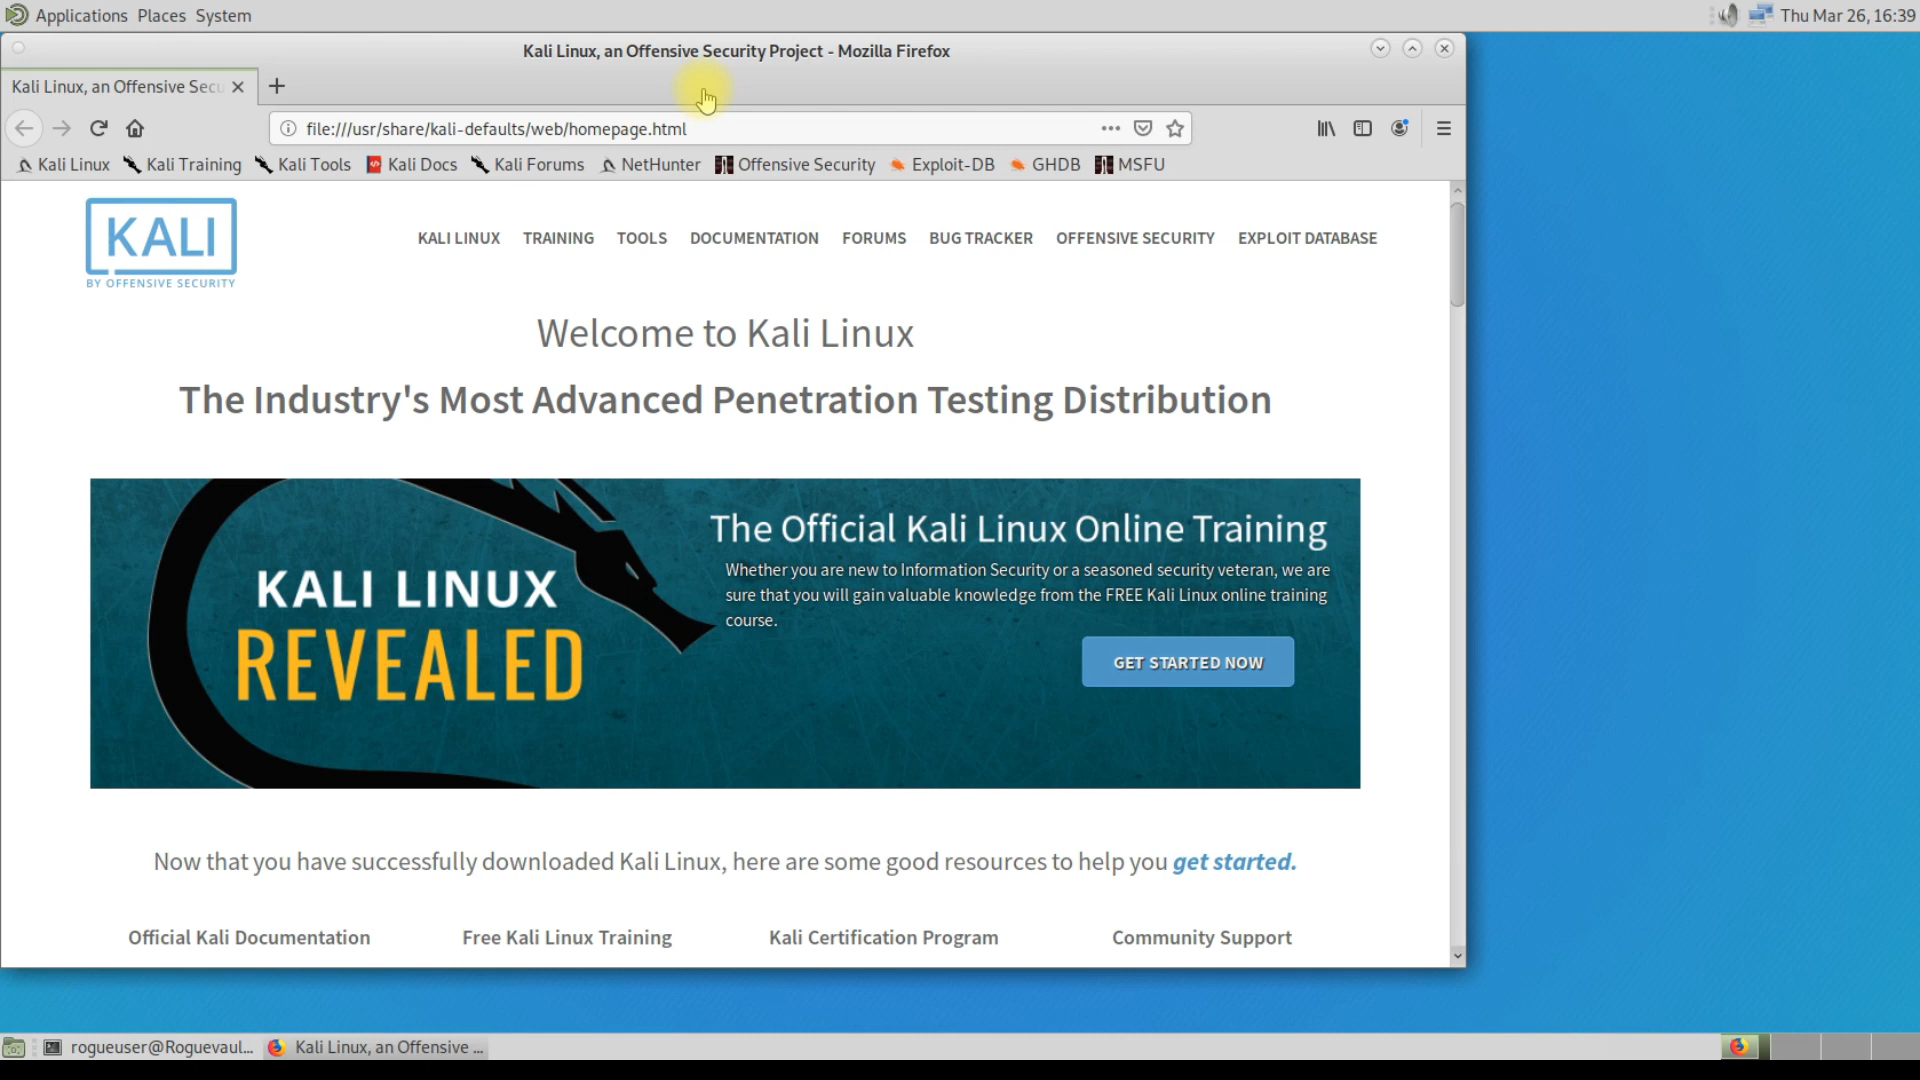 Applications Places System
Thu Mar 26, 16:39
Kali Linux, an Offensive Security Project - Mozilla Firefox
Kali Linux, an Offensive Secu
file:///usr/share/kali-defaults/web/homepage.html
Kali Linux Kali Training Kali Tools Kali Docs Kali Forums NetHunter Offensive Security Exploit-DB GHDB MSFU
KALI
BY OFFENSIVE SECURITY
KALI LINUX TRAINING TOOLS DOCUMENTATION FORUMS BUG TRACKER OFFENSIVE SECURITY EXPLOIT DATABASE
Welcome to Kali Linux
The Industry's Most Advanced Penetration Testing Distribution
KALI LINUX
REVEALED
The Official Kali Linux Online Training
Whether you are new to Information Security or a seasoned security veteran, we are
sure that you will gain valuable knowledge from the FREE Kali Linux online training
course.
GET STARTED NOW
Now that you have successfully downloaded Kali Linux, here are some good resources to help you get started.
Official Kali Documentation Free Kali Linux Training Kali Certification Program Community Support
rogueuser@Roguevaul... Kali Linux, an Offensive ...